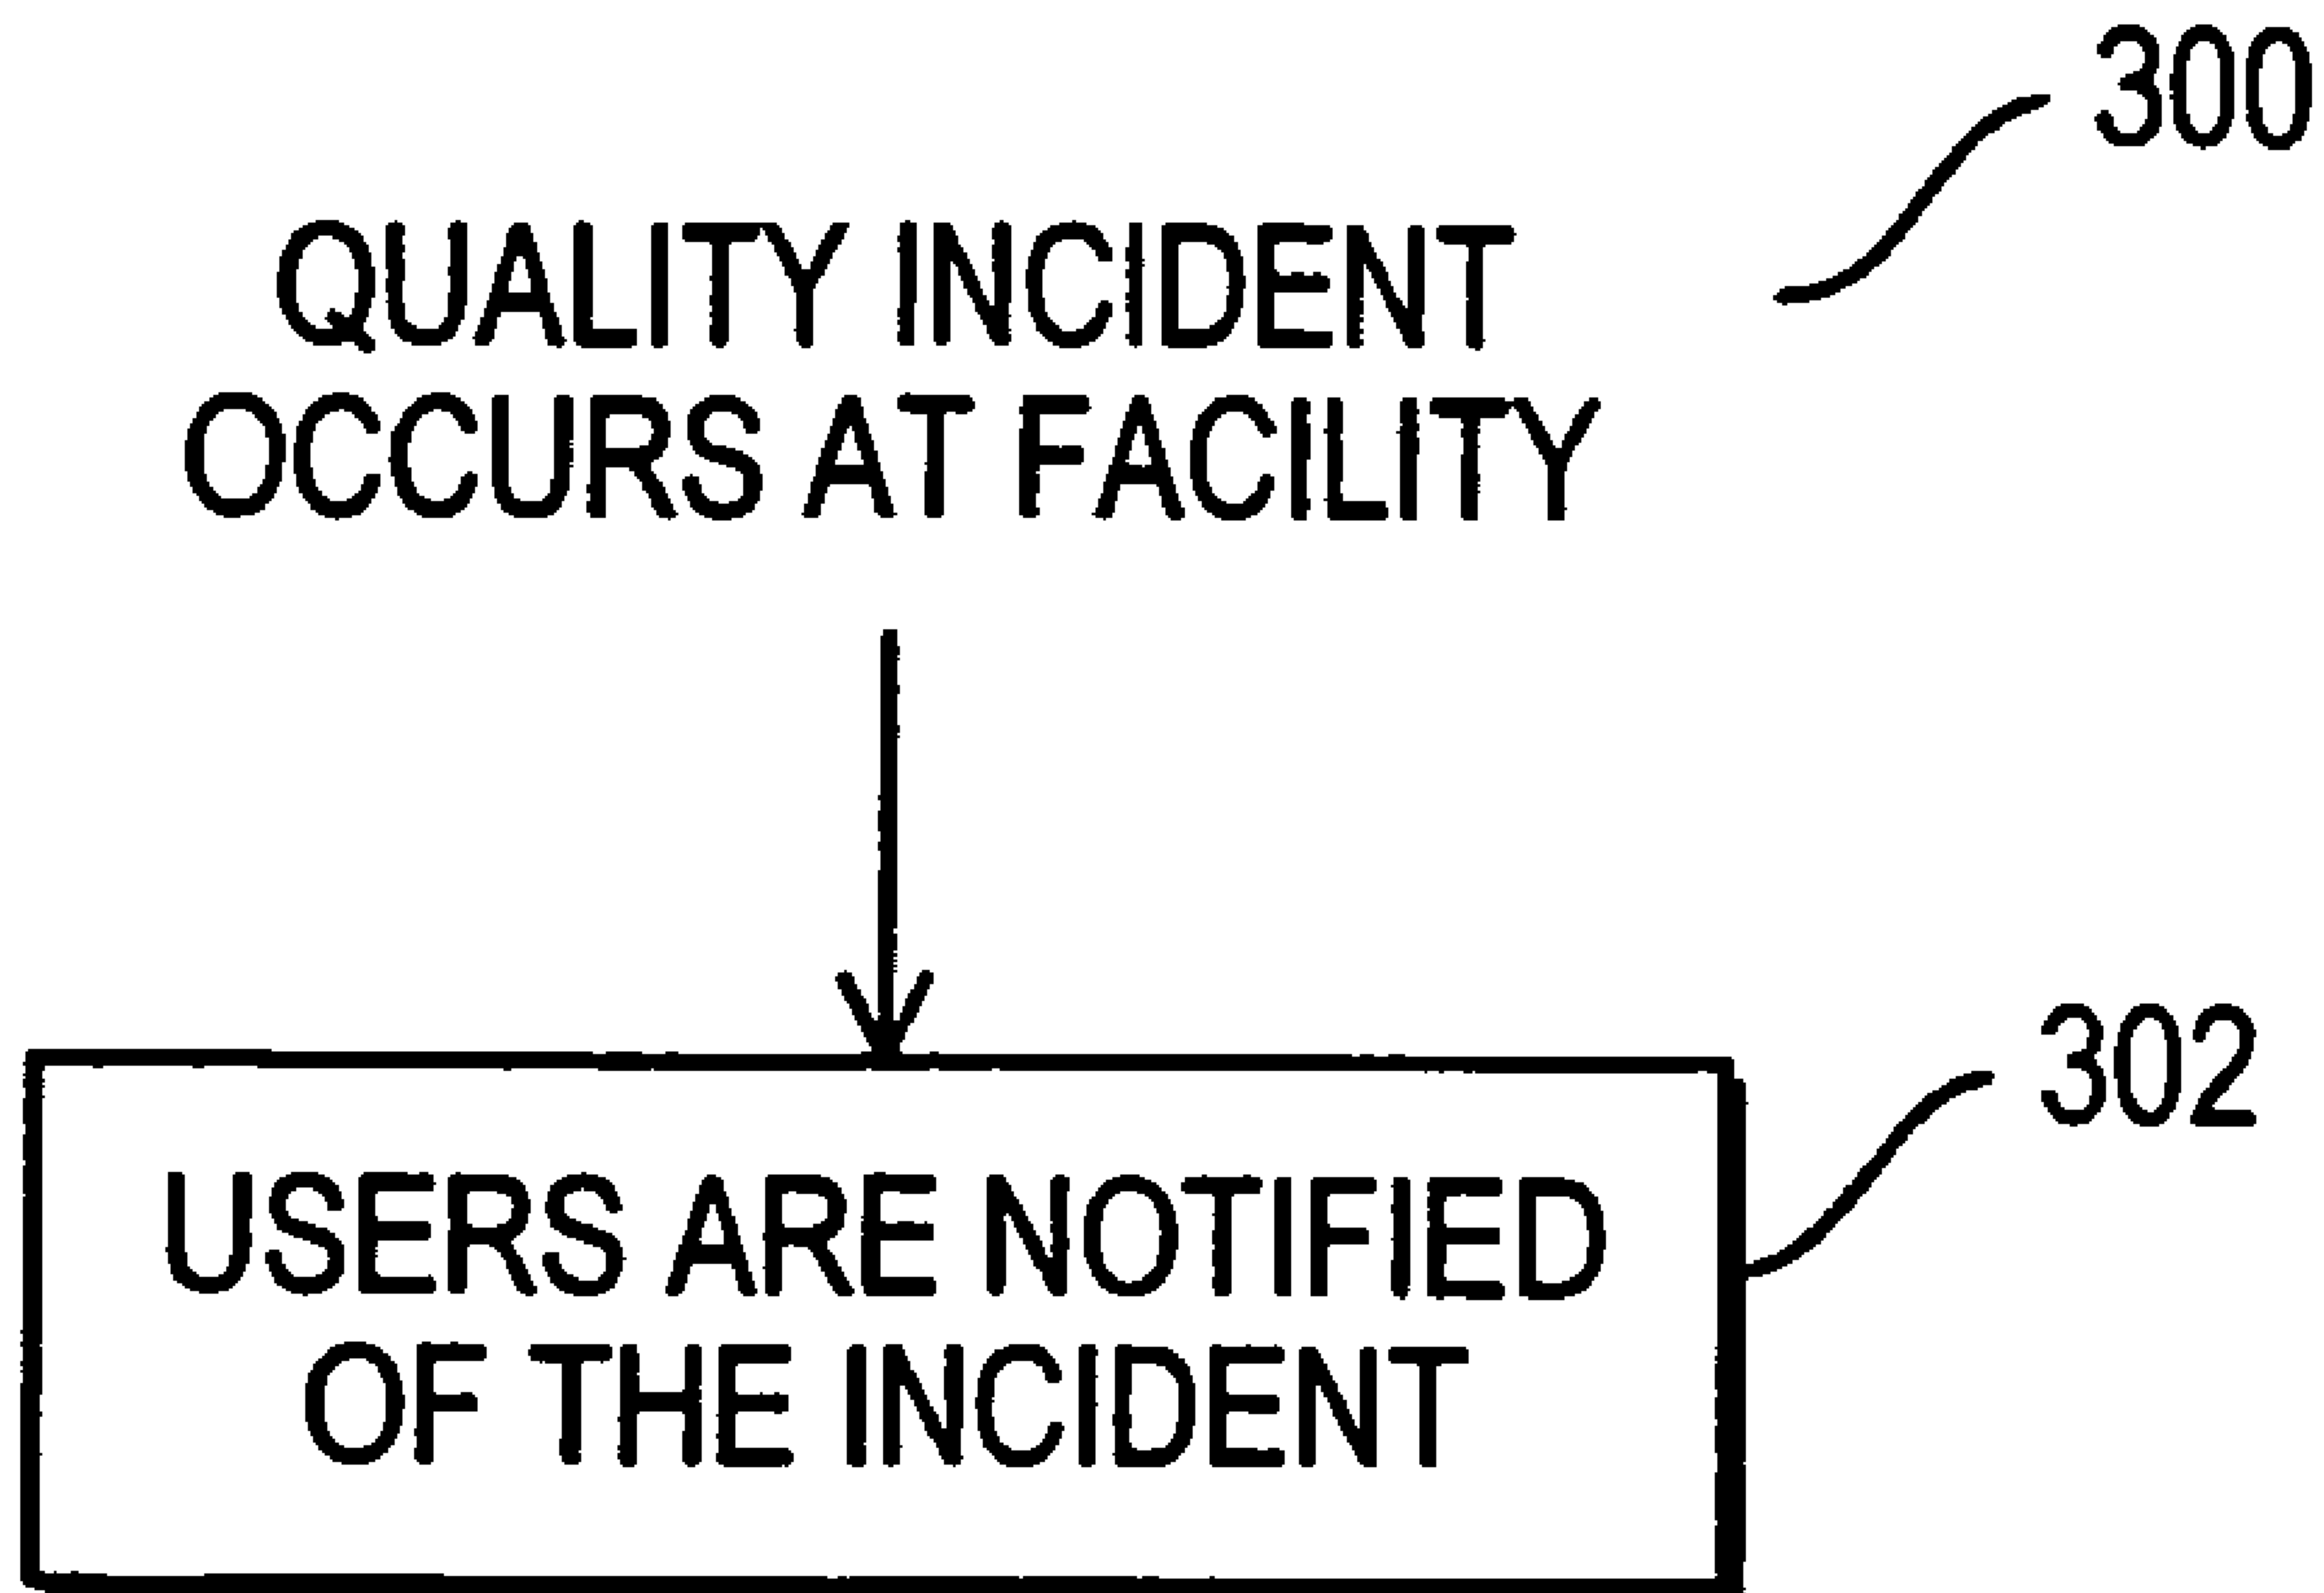 300
QUALITY INCIDENT
OCCURS AT FACILITY
302
USERS ARE NOTIFIED
OF THE INCIDENT